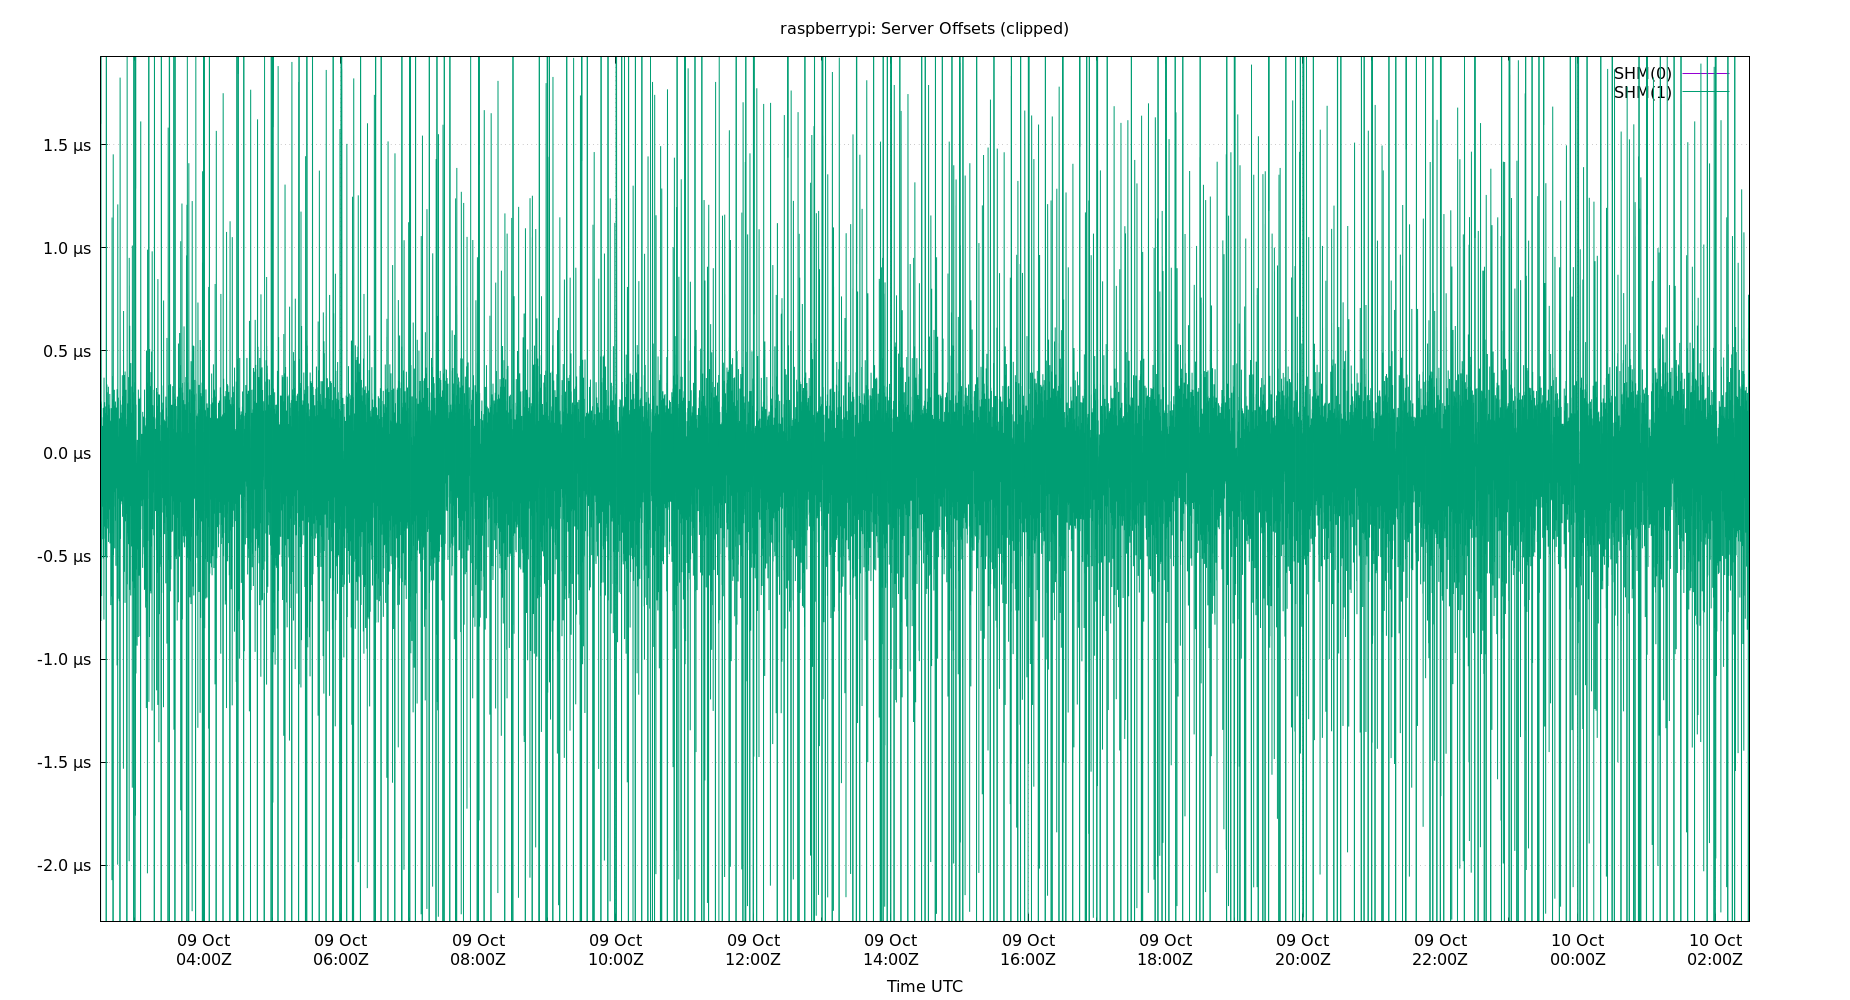 raspberrypi: Server Offsets (clipped)
SHM(0)
SHM(1)
1.5 µs
1.0 µs
0.5 µs
0.0 µs
-0.5 µs
-1.0 µs
-1.5 µs
-2.0 µs
09 Oct 09 Oct 09 Oct 09 Oct 09 Oct 09 Oct 09 Oct 09 Oct 09 Oct 09 Oct 10 Oct 10 Oct
04:00Z 06:00Z 08:00Z 10:00Z 12:00Z 14:00Z 16:00Z 18:00Z 20:00Z 22:00Z 00:00Z 02:00Z
Time UTC